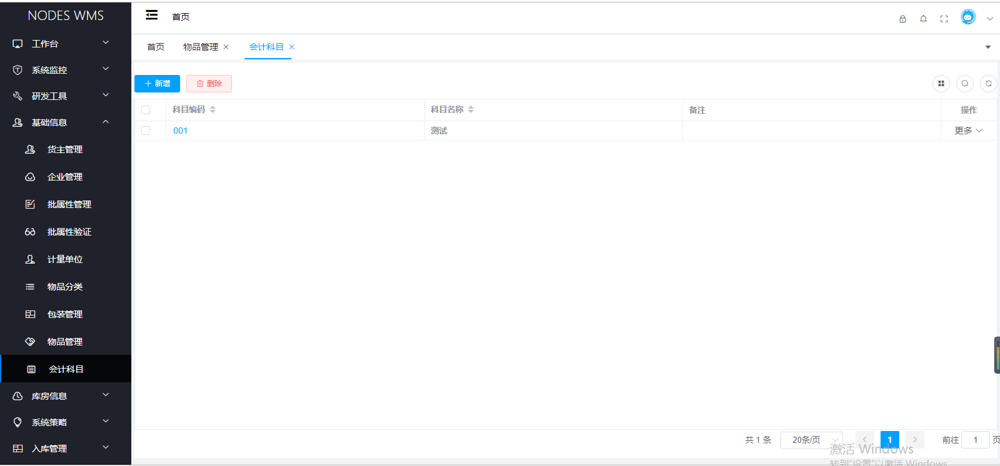 NODES WMS
首页
工作台
系统监控
研发工具
基础信息
货主管理
企业管理
批属性管理
批属性验证
计量单位
物品分类
包装管理
物品管理
会计科目
库房信息
系统策略
入库管理
首页 物品管理 会计科目
新增 删除
科目编码 科目名称 备注 操作
001 测试 更多
共 1 条 20条/页 1 前往 1 页
激活 Windows
转到"设置"以激活 Windows